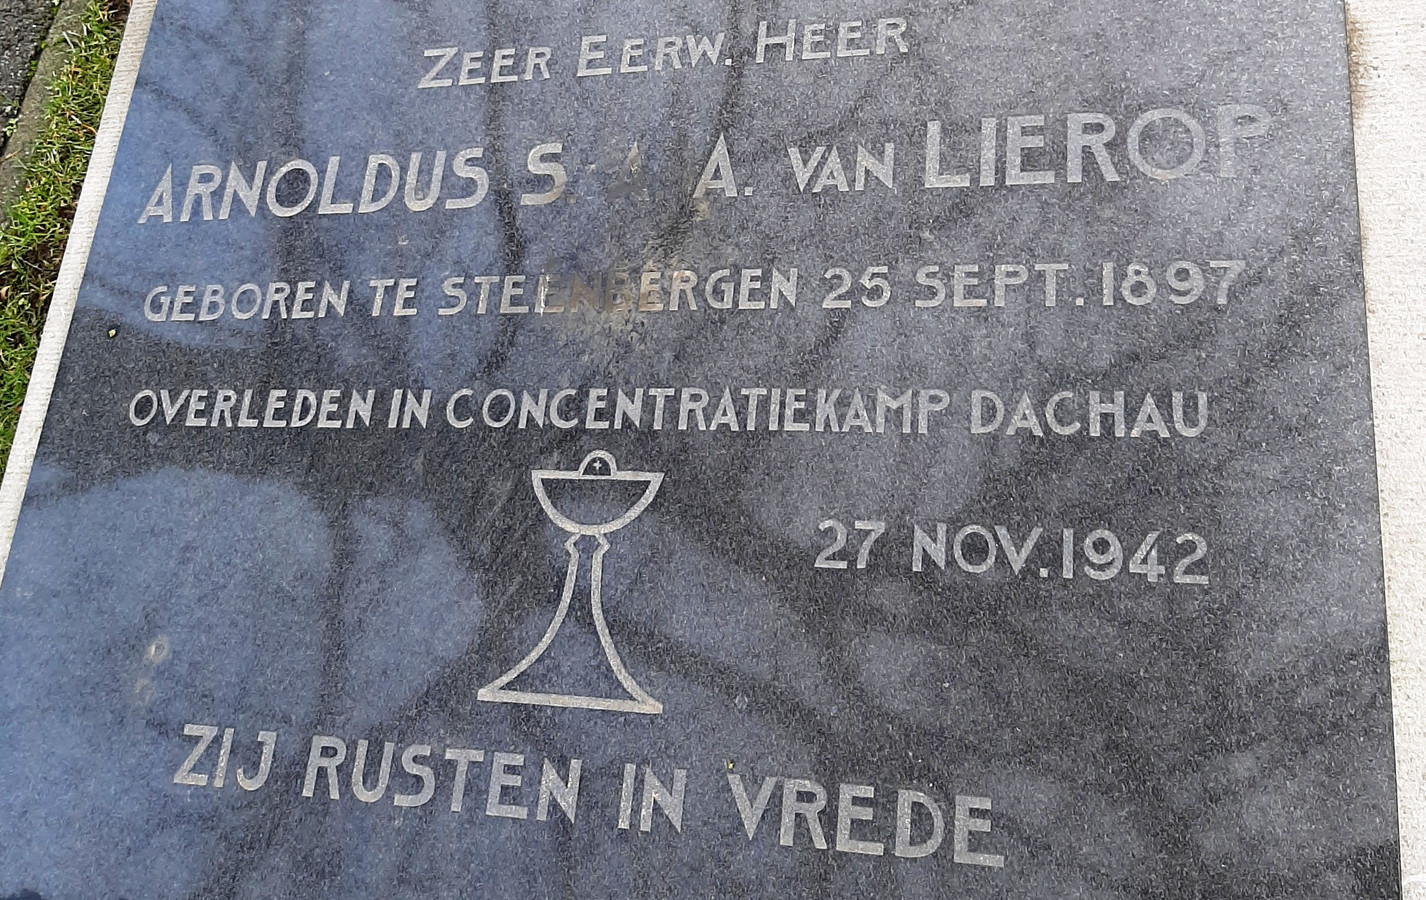 ZEER EERW. HEER
ARNOLDUS S. A. VAN LIEROP
GEBOREN TE STEENBERGEN 25 SEPT. 1897
OVERLEDEN IN CONCENTRATIEKAMP DACHAU
27 NOV. 1942
ZIJ RUSTEN IN VREDE